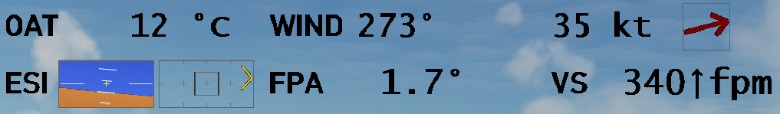 OAT 12 °C WIND 273° 35 kt
ESI FPA 1.7° VS 340↑fpm